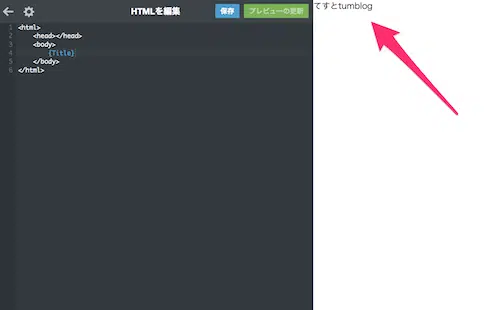 HTMLを編集
保存
プレビューの更新
1 <html>
2 <head></head>
3 <body>
4 {Title}
5 </body>
6 </html>
てすとtumblog